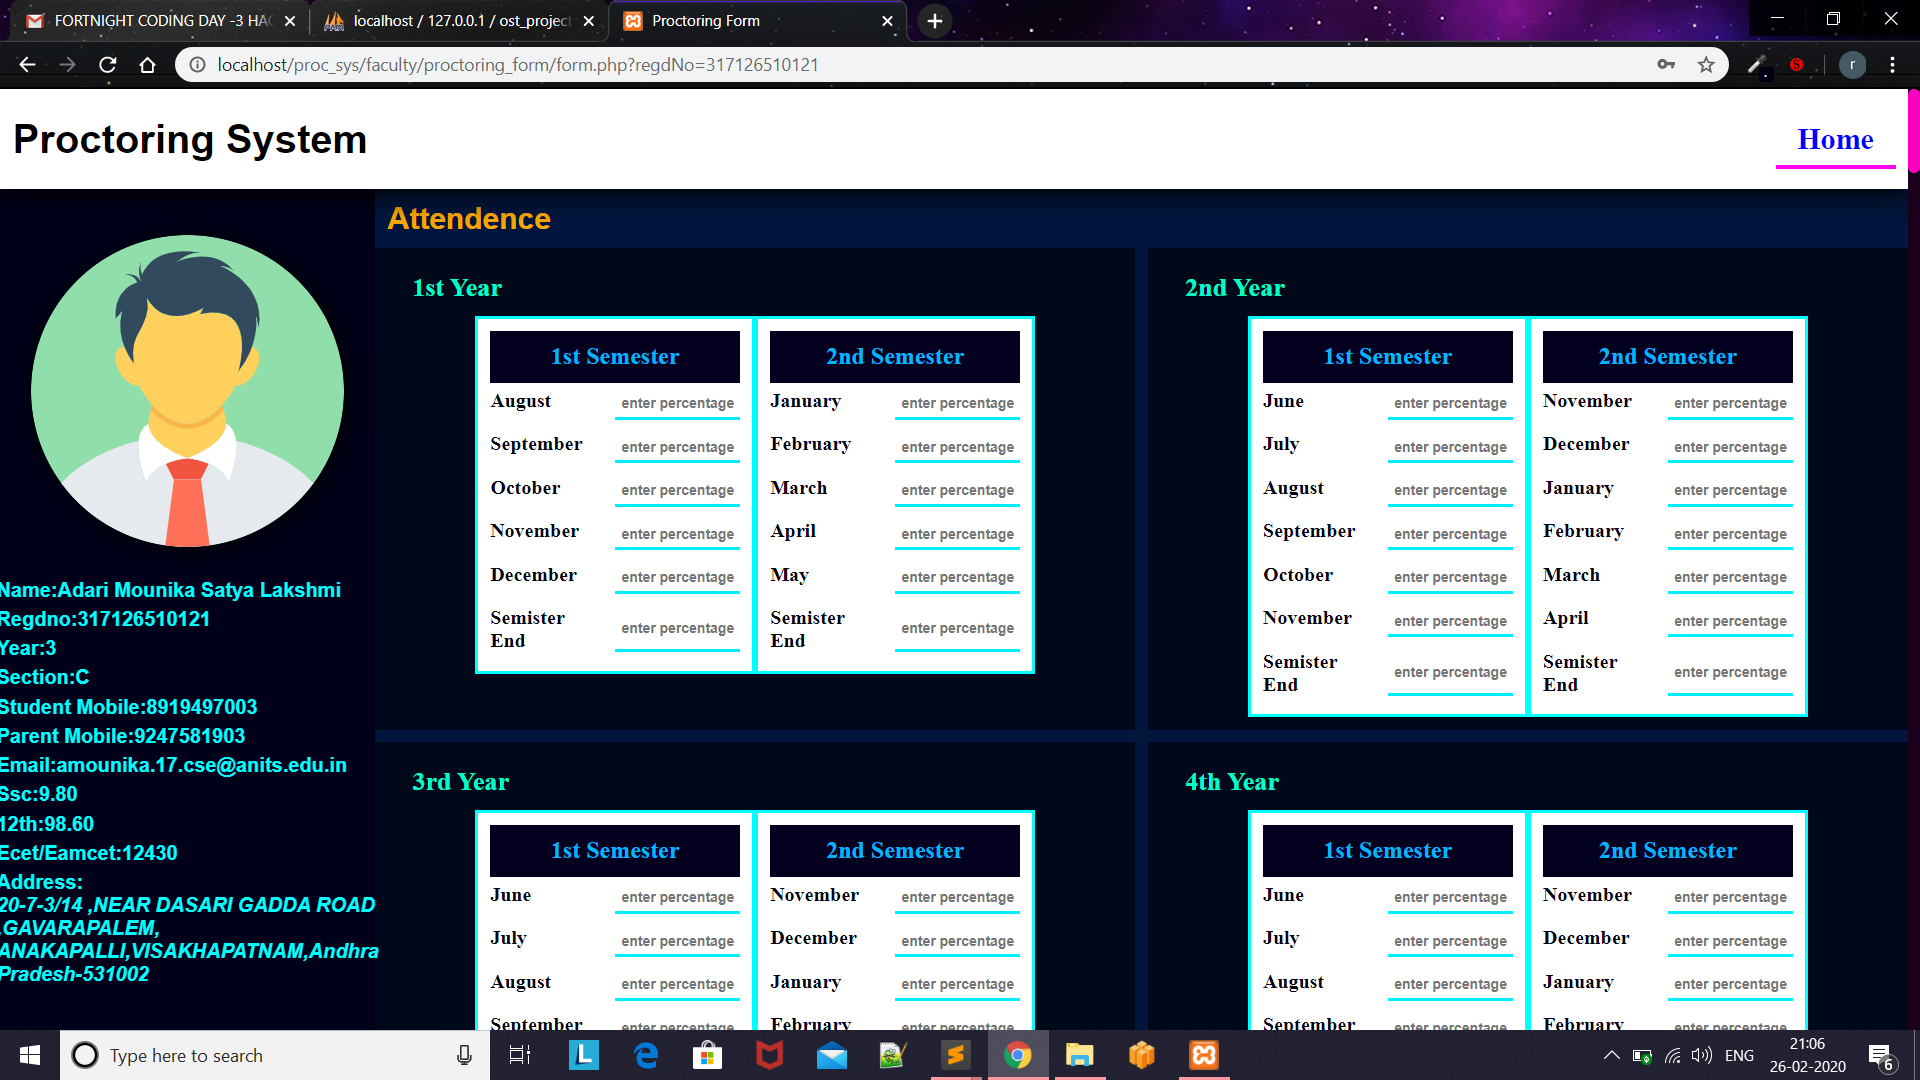 FORTNIGHT CODING DAY -3 HAC
localhost / 127.0.0.1 / ost_project
Proctoring Form
localhost/proc_sys/faculty/proctoring_form/form.php?regdNo=317126510121
r
Proctoring System
Home
Name:Adari Mounika Satya Lakshmi
Regdno:317126510121
Year:3
Section:C
Student Mobile:8919497003
Parent Mobile:9247581903
Email:amounika.17.cse@anits.edu.in
Ssc:9.80
12th:98.60
Ecet/Eamcet:12430
Address:
20-7-3/14 ,NEAR DASARI GADDA ROAD
,GAVARAPALEM,
ANAKAPALLI,VISAKHAPATNAM,Andhra
Pradesh-531002
Attendence
1st Year
1st Semester
August enter percentage
September enter percentage
October enter percentage
November enter percentage
December enter percentage
Semister
End enter percentage
2nd Semester
January enter percentage
February enter percentage
March enter percentage
April enter percentage
May enter percentage
Semister
End enter percentage
2nd Year
1st Semester
June enter percentage
July enter percentage
August enter percentage
September enter percentage
October enter percentage
November enter percentage
Semister
End enter percentage
2nd Semester
November enter percentage
December enter percentage
January enter percentage
February enter percentage
March enter percentage
April enter percentage
Semister
End enter percentage
3rd Year
1st Semester
June enter percentage
July enter percentage
August enter percentage
September enter percentage
2nd Semester
November enter percentage
December enter percentage
January enter percentage
February enter percentage
4th Year
1st Semester
June enter percentage
July enter percentage
August enter percentage
September enter percentage
2nd Semester
November enter percentage
December enter percentage
January enter percentage
February enter percentage
Type here to search
L
ENG
21:06
26-02-2020
6